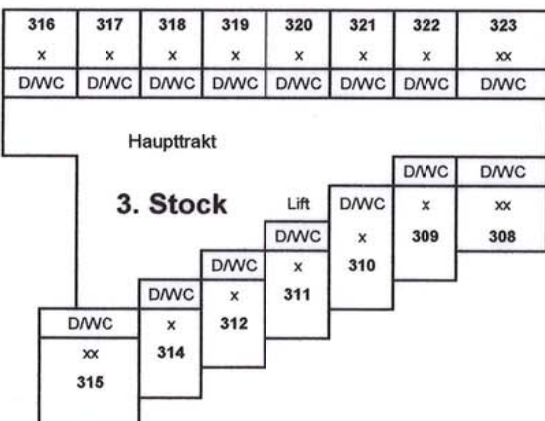 316 317 318 319 320 321 322 323
x x x x x x x xx
D/WC D/WC D/WC D/WC D/WC D/WC D/WC D/WC
Haupttrakt
D/WC D/WC
3. Stock Lift D/WC x xx
D/WC x 309 308
D/WC x 310
D/WC x 311
D/WC x 312
xx 314
315